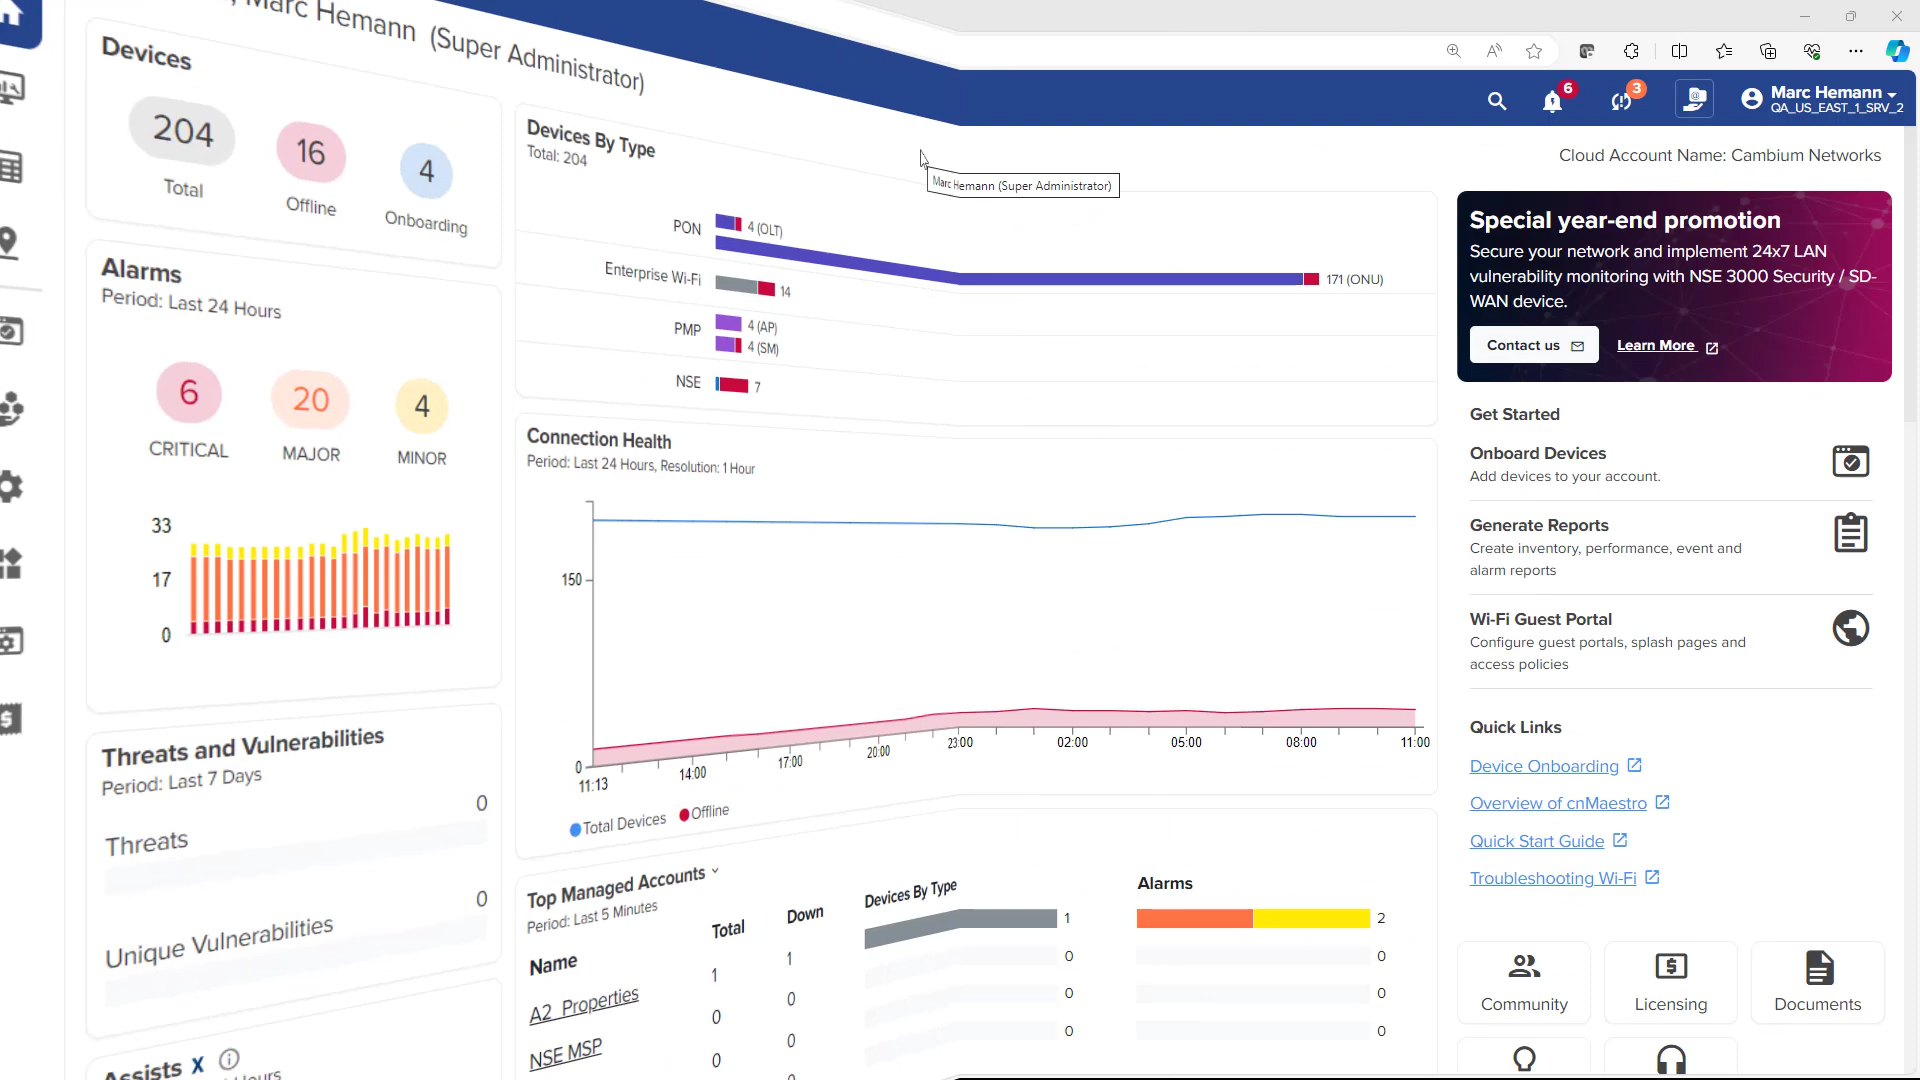 Marc Hemann (Super Administrator)
6
3
Marc Hemann
QA_US_EAST_1_SRV_2
Cloud Account Name: Cambium Networks
Devices
204
Total
16
Offline
4
Onboarding
Alarms
Period: Last 24 Hours
6
CRITICAL
20
MAJOR
4
MINOR
33
17
0
Threats and Vulnerabilities
Period: Last 7 Days
0
Threats
0
Unique Vulnerabilities
Assists X
Hours
Devices By Type
Total: 204
Marc Hemann (Super Administrator)
PON
4 (OLT)
171 (ONU)
Enterprise Wi-Fi
14
PMP
4 (AP)
4 (SM)
NSE
7
Connection Health
Period: Last 24 Hours, Resolution: 1 Hour
150
0
11:13
14:00
17:00
20:00
23:00
02:00
05:00
08:00
11:00
Total Devices
Offline
Top Managed Accounts
Period: Last 5 Minutes
Name
Total
Down
Devices By Type
Alarms
A2_Properties
1
1
1
2
NSE MSP
0
0
0
0
0
0
0
0
0
0
Special year-end promotion
Secure your network and implement 24x7 LAN
vulnerability monitoring with NSE 3000 Security / SD-
WAN device.
Contact us
Learn More
Get Started
Onboard Devices
Add devices to your account.
Generate Reports
Create inventory, performance, event and
alarm reports
Wi-Fi Guest Portal
Configure guest portals, splash pages and
access policies
Quick Links
Device Onboarding
Overview of cnMaestro
Quick Start Guide
Troubleshooting Wi-Fi
Community
Licensing
Documents